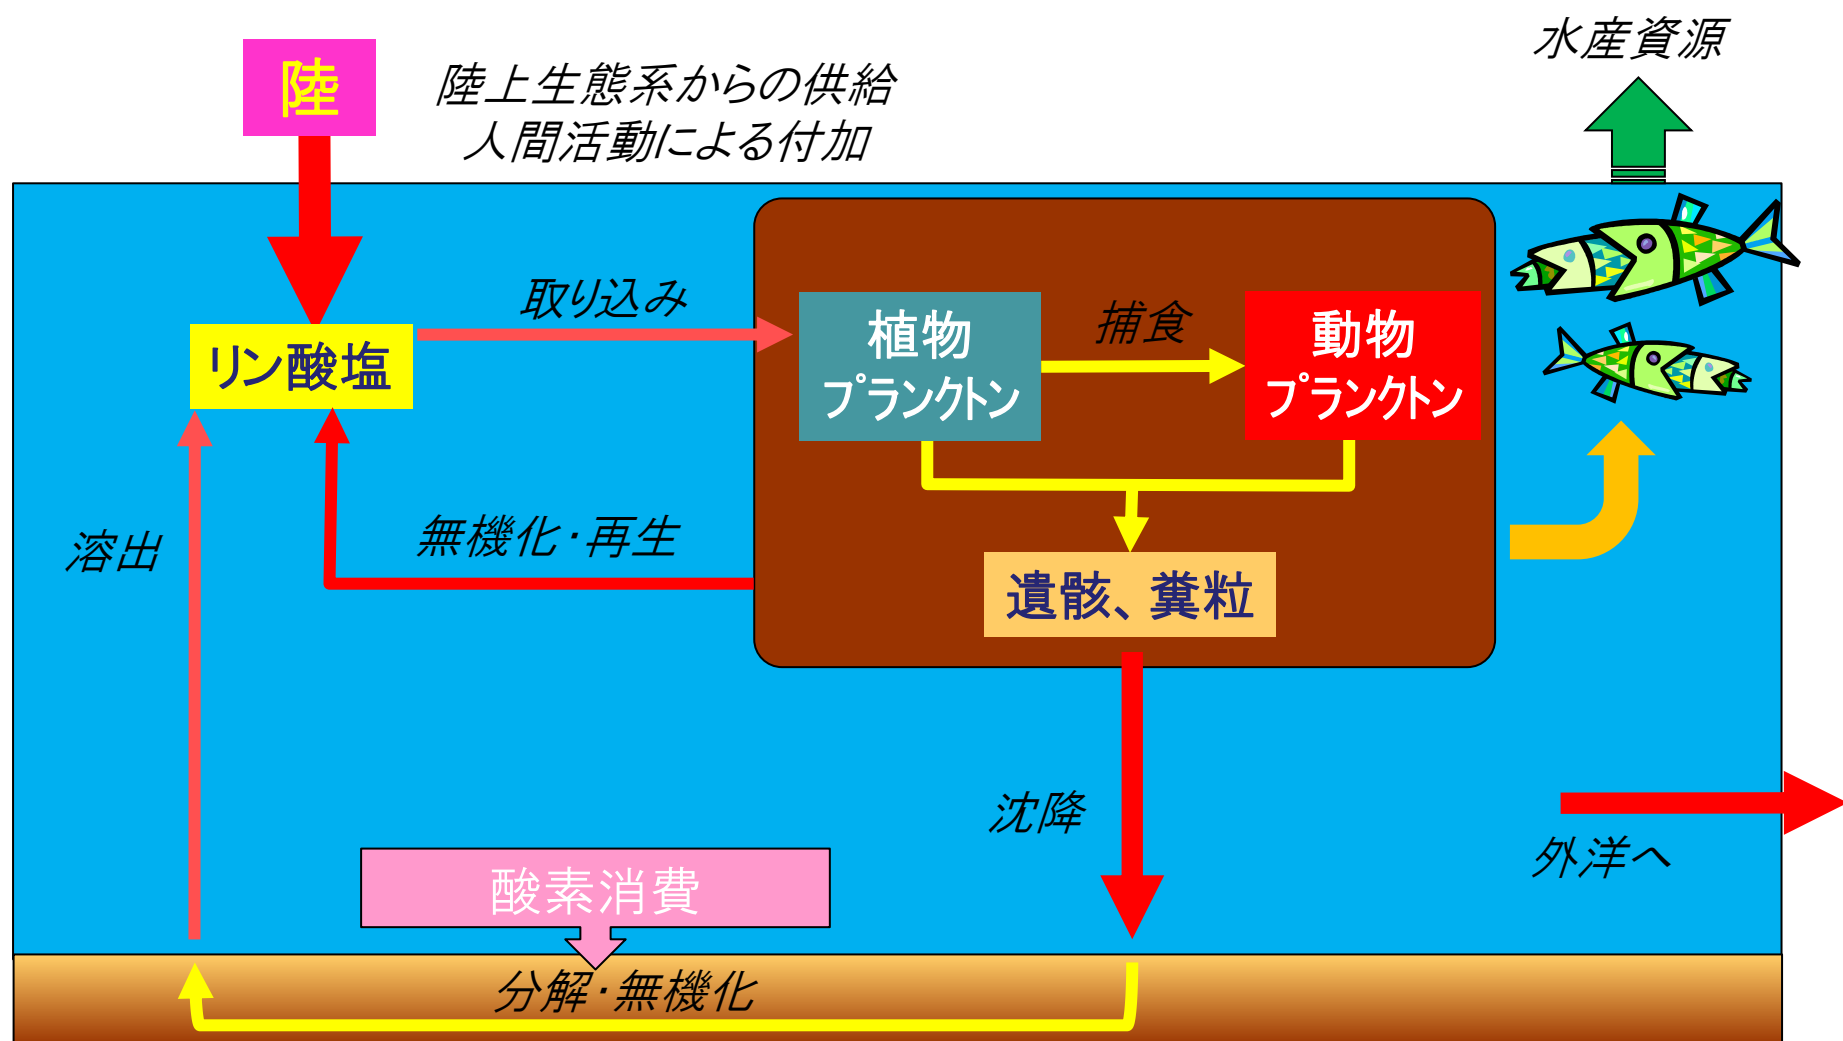 水産資源
陸
陸上生態系からの供給
人間活動による付加
取り込み
リン酸塩
植物
プランクトン
捕食
動物
プランクトン
溶出
無機化・再生
遺骸、糞粒
沈降
外洋へ
酸素消費
分解・無機化